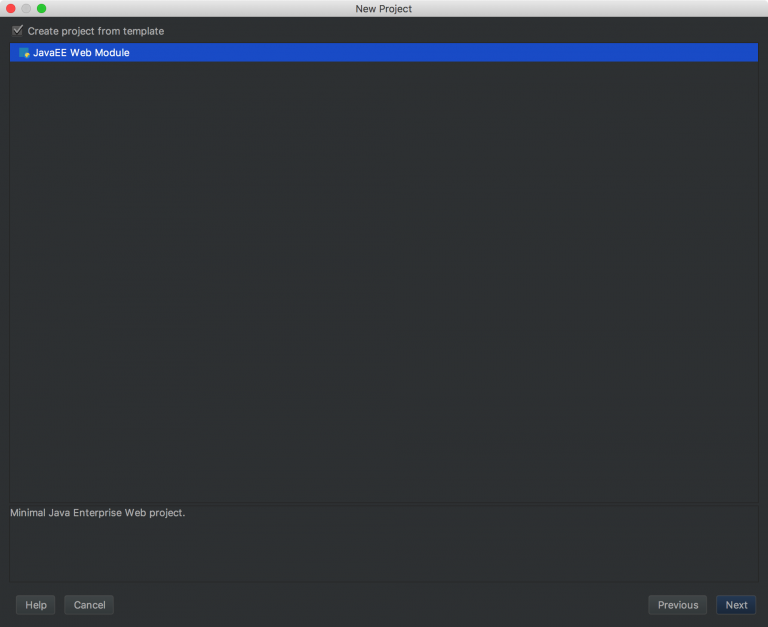 New Project
Create project from template
JavaEE Web Module
Minimal Java Enterprise Web project.
Help Cancel Previous Next